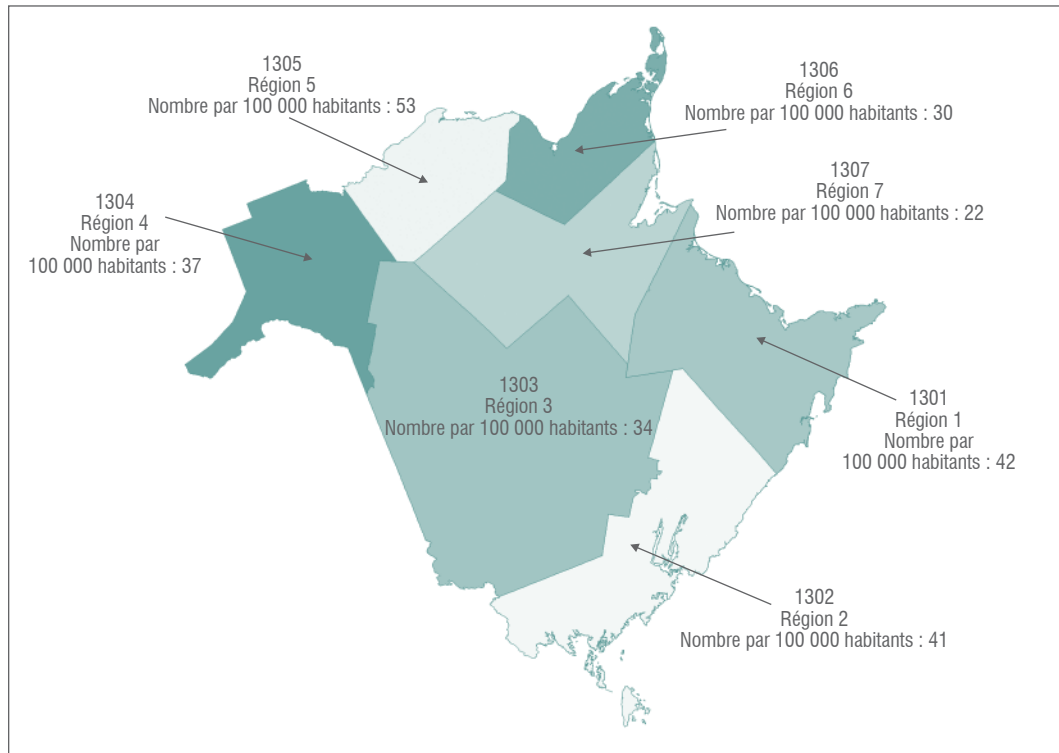 1305
Région 5
Nombre par 100 000 habitants : 53
1306
Région 6
Nombre par 100 000 habitants : 30
1307
Région 7
Nombre par 100 000 habitants : 22
1304
Région 4
Nombre par
100 000 habitants : 37
1303
Région 3
Nombre par 100 000 habitants : 34
1301
Région 1
Nombre par
100 000 habitants : 42
1302
Région 2
Nombre par 100 000 habitants : 41